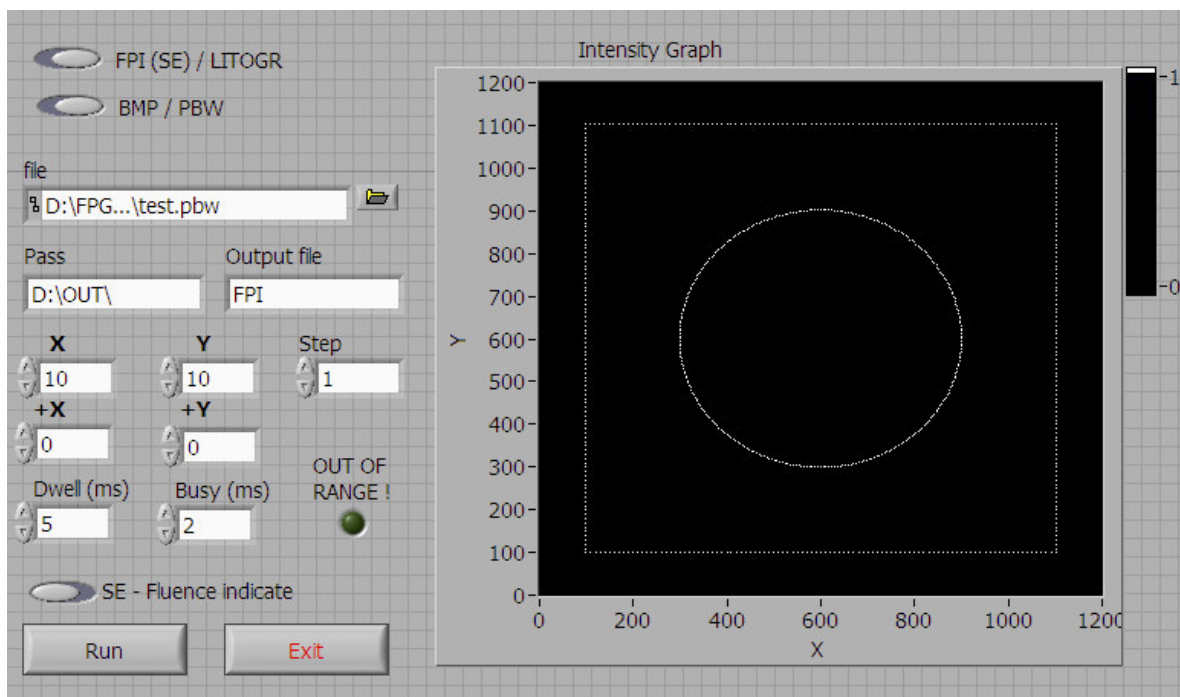 FPI (SE) / LITOGR
BMP / PBW
file
D:\FPG...\test.pbw
Pass
Output file
D:\OUT\
FPI
X
Y
Step
10
10
1
+X
+Y
0
0
OUT OF
RANGE !
Dwell (ms)
Busy (ms)
5
2
SE - Fluence indicate
Run
Exit
Intensity Graph
1200
1100
1000
900
800
700
600
500
400
300
200
100
0
Y
0
200
400
600
800
1000
1200
X
1
0